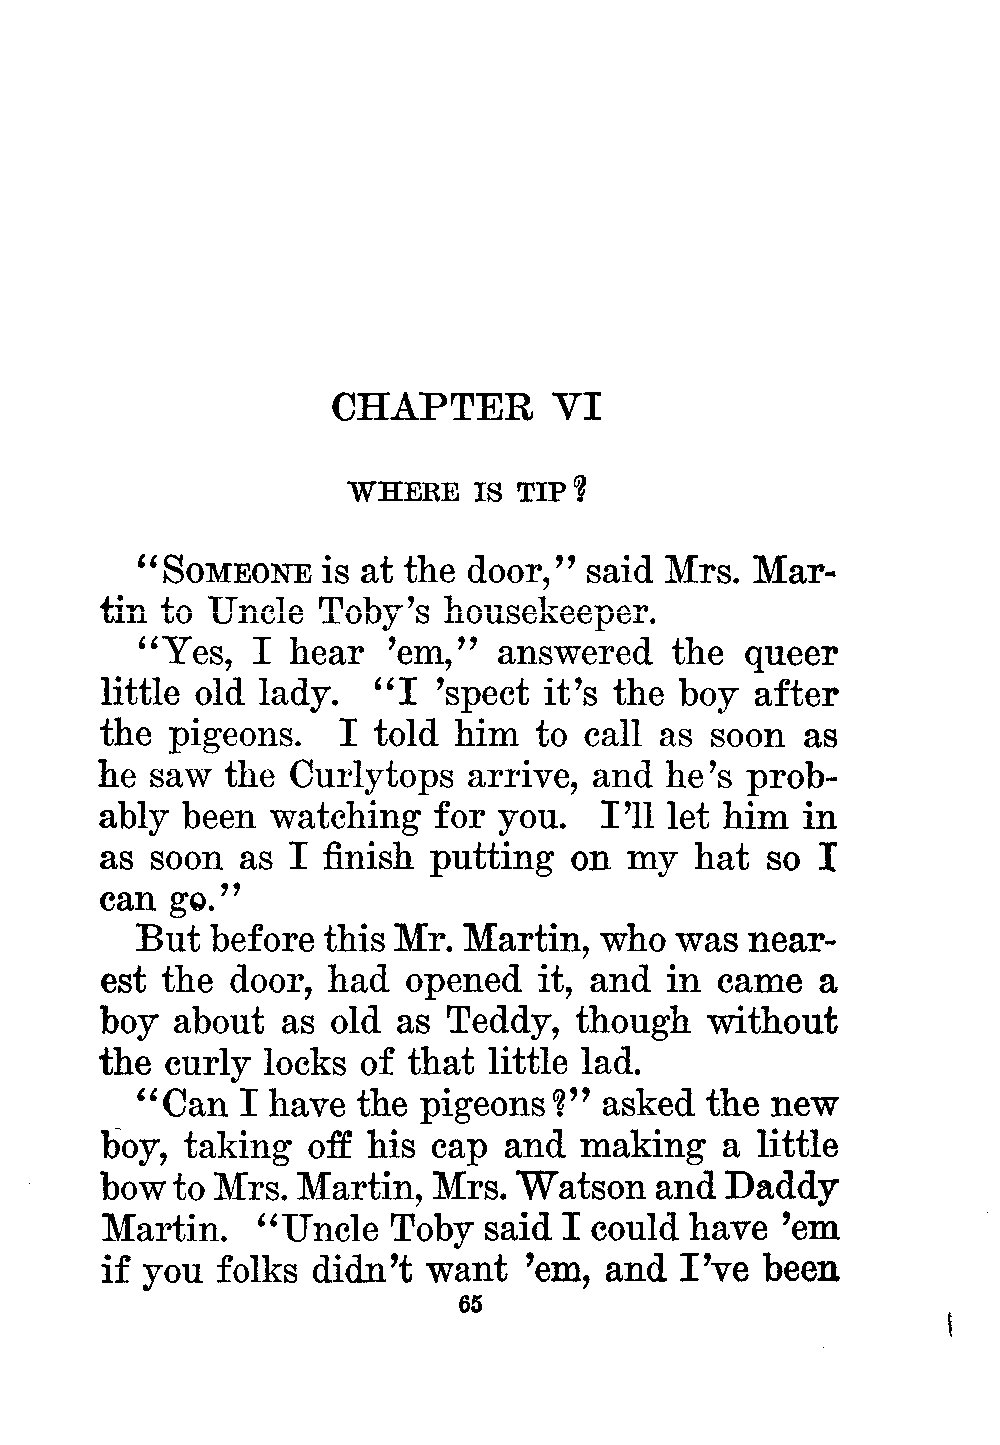 CHAPTER VI
WHERE IS TIP?
“SOMEONE is at the door,” said Mrs. Mar-
tin to Uncle Toby’s housekeeper.
“Yes, I hear ’em,” answered the queer
little old lady. “I ’spect it’s the boy after
the pigeons. I told him to call as soon as
he saw the Curlytops arrive, and he’s prob-
ably been watching for you. I’ll let him in
as soon as I finish putting on my hat so I
can go.”
But before this Mr. Martin, who was near-
est the door, had opened it, and in came a
boy about as old as Teddy, though without
the curly locks of that little lad.
“Can I have the pigeons?” asked the new
boy, taking off his cap and making a little
bow to Mrs. Martin, Mrs. Watson and Daddy
Martin. “Uncle Toby said I could have ’em
if you folks didn’t want ’em, and I’ve been
65